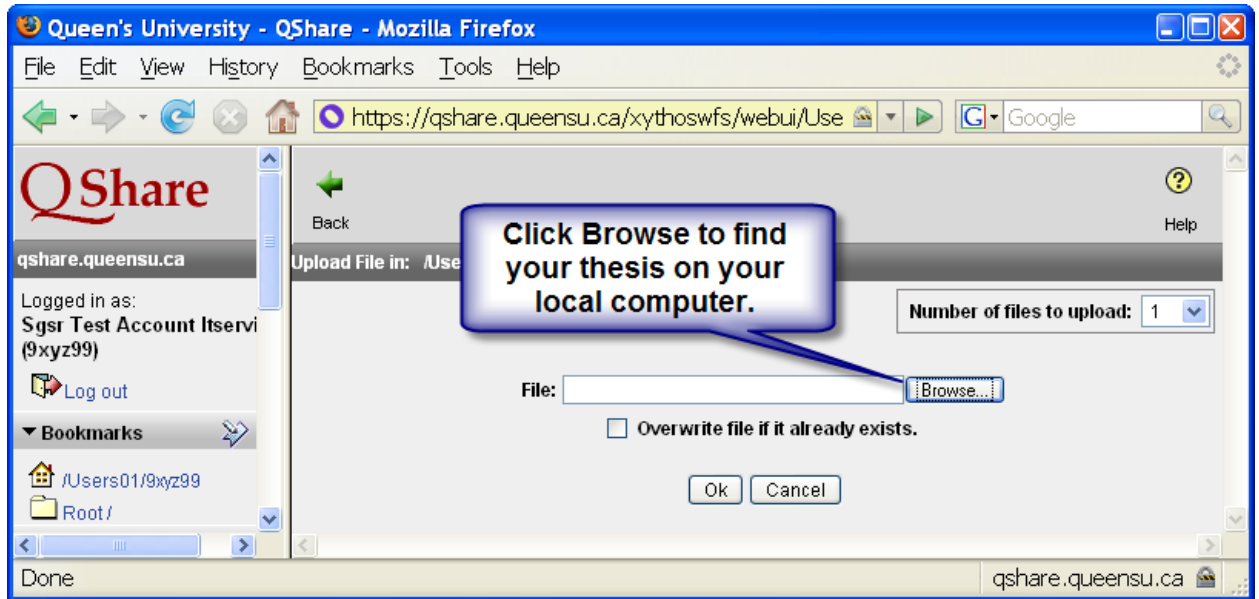 Queen's University - QShare - Mozilla Firefox
File Edit View History Bookmarks Tools Help
https://qshare.queensu.ca/xythoswfs/webui/Use
G Google
QShare
Back
Help
Click Browse to find
your thesis on your
local computer.
qshare.queensu.ca
Upload File in: /Use
Logged in as:
Sgsr Test Account Itservi
(9xyz99)
Number of files to upload: 1
Log out
File: Browse...
Overwrite file if it already exists.
Bookmarks
/Users01/9xyz99
Root /
Ok Cancel
Done
qshare.queensu.ca